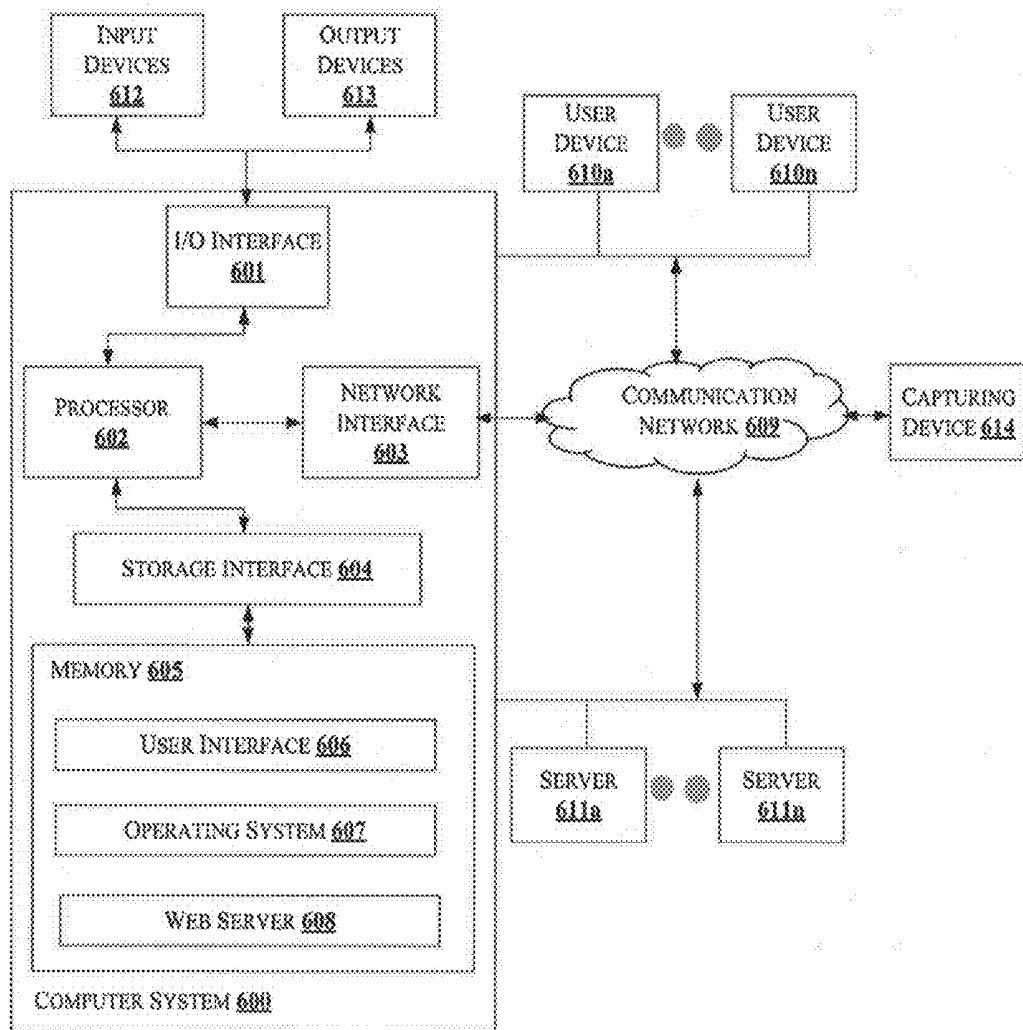 INPUT
DEVICES
612
OUTPUT
DEVICES
613
USER
DEVICE
610a
USER
DEVICE
610n
I/O INTERFACE
601
PROCESSOR
602
NETWORK
INTERFACE
603
COMMUNICATION
NETWORK 609
CAPTURING
DEVICE 614
STORAGE INTERFACE 604
MEMORY 605
USER INTERFACE 606
OPERATING SYSTEM 607
WEB SERVER 608
SERVER
611a
SERVER
611n
COMPUTER SYSTEM 600